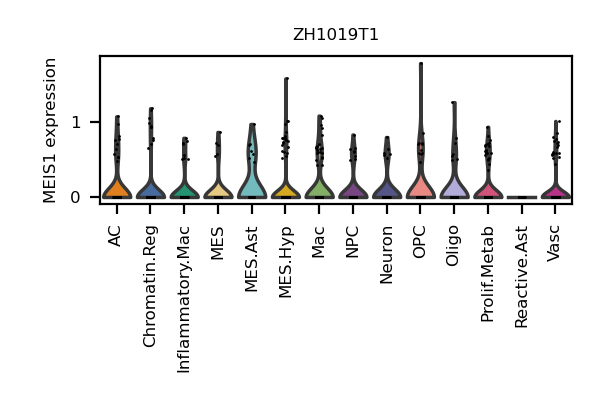 ZH1019T1
MEIS1 expression
1
0
AC
Chromatin.Reg
Inflammatory.Mac
MES
MES.Ast
MES.Hyp
Mac
NPC
Neuron
OPC
Oligo
Prolif.Metab
Reactive.Ast
Vasc